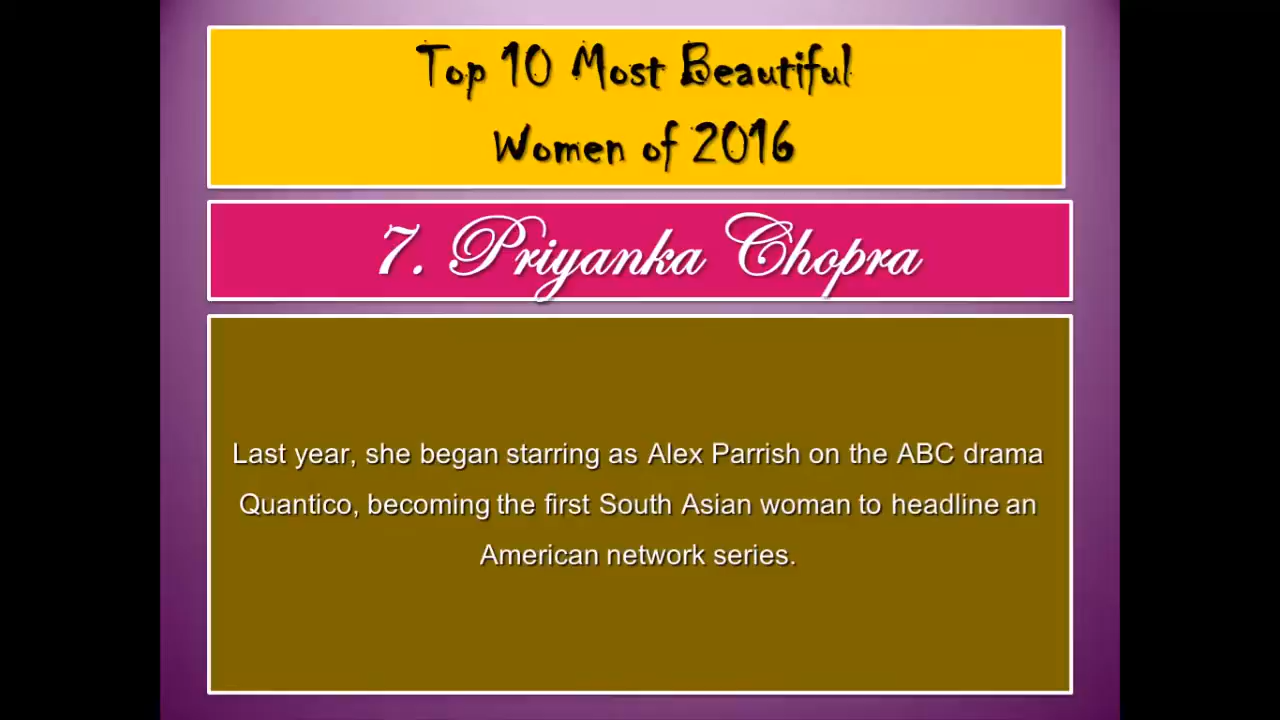 Top 10 Most Beautiful
Women of 2016
7. Priyanka Chopra
Last year, she began starring as Alex Parrish on the ABC drama
Quantico, becoming the first South Asian woman to headline an
American network series.